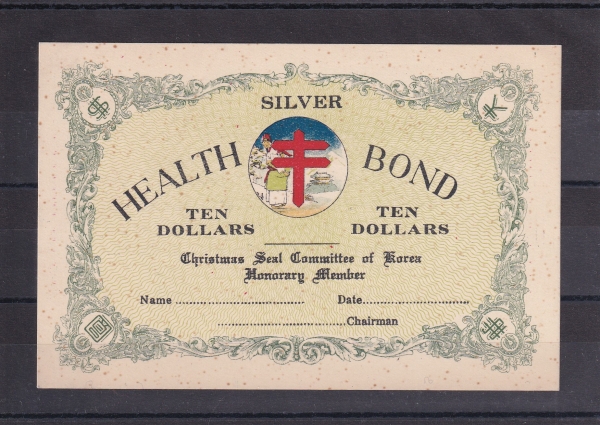 SILVER
HEALTH BOND
TEN DOLLARS
TEN DOLLARS
Christmas Seal Committee of Korea
Honorary Member
Name
Date
Chairman